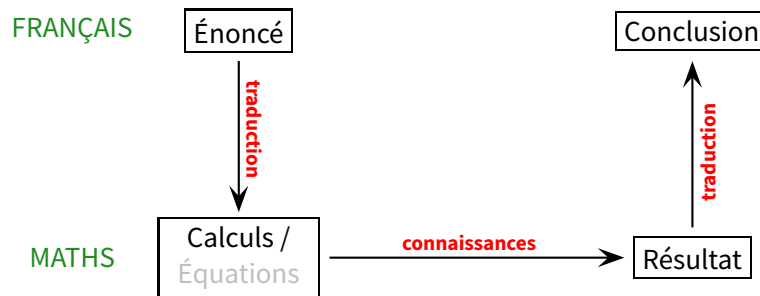 FRANÇAIS
Énoncé
Conclusion
traduction
traduction
MATHS
Calculs /
Équations
connaissances
Résultat